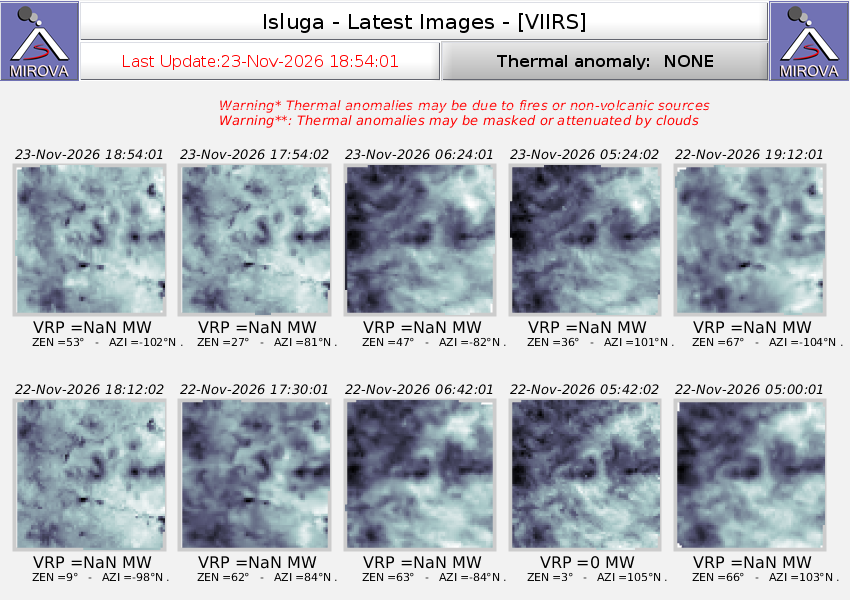 Isluga - Latest Images - [VIIRS]
MIROVA
Last Update:23-Nov-2026 18:54:01
Thermal anomaly: NONE
MIROVA
Warning* Thermal anomalies may be due to fires or non-volcanic sources
Warning**: Thermal anomalies may be masked or attenuated by clouds
23-Nov-2026 18:54:01 23-Nov-2026 17:54:02 23-Nov-2026 06:24:01 23-Nov-2026 05:24:02 22-Nov-2026 19:12:01
VRP =NaN MW VRP =NaN MW VRP =NaN MW VRP =NaN MW VRP =NaN MW
ZEN =53° - AZI =-102°N . ZEN =27° - AZI =81°N . ZEN =47° - AZI =-82°N . ZEN =36° - AZI =101°N . ZEN =67° - AZI =-104°N .
22-Nov-2026 18:12:02 22-Nov-2026 17:30:01 22-Nov-2026 06:42:01 22-Nov-2026 05:42:02 22-Nov-2026 05:00:01
VRP =NaN MW VRP =NaN MW VRP =NaN MW VRP =0 MW VRP =NaN MW
ZEN =9° - AZI =-98°N . ZEN =62° - AZI =84°N . ZEN =63° - AZI =-84°N . ZEN =3° - AZI =105°N . ZEN =66° - AZI =103°N .